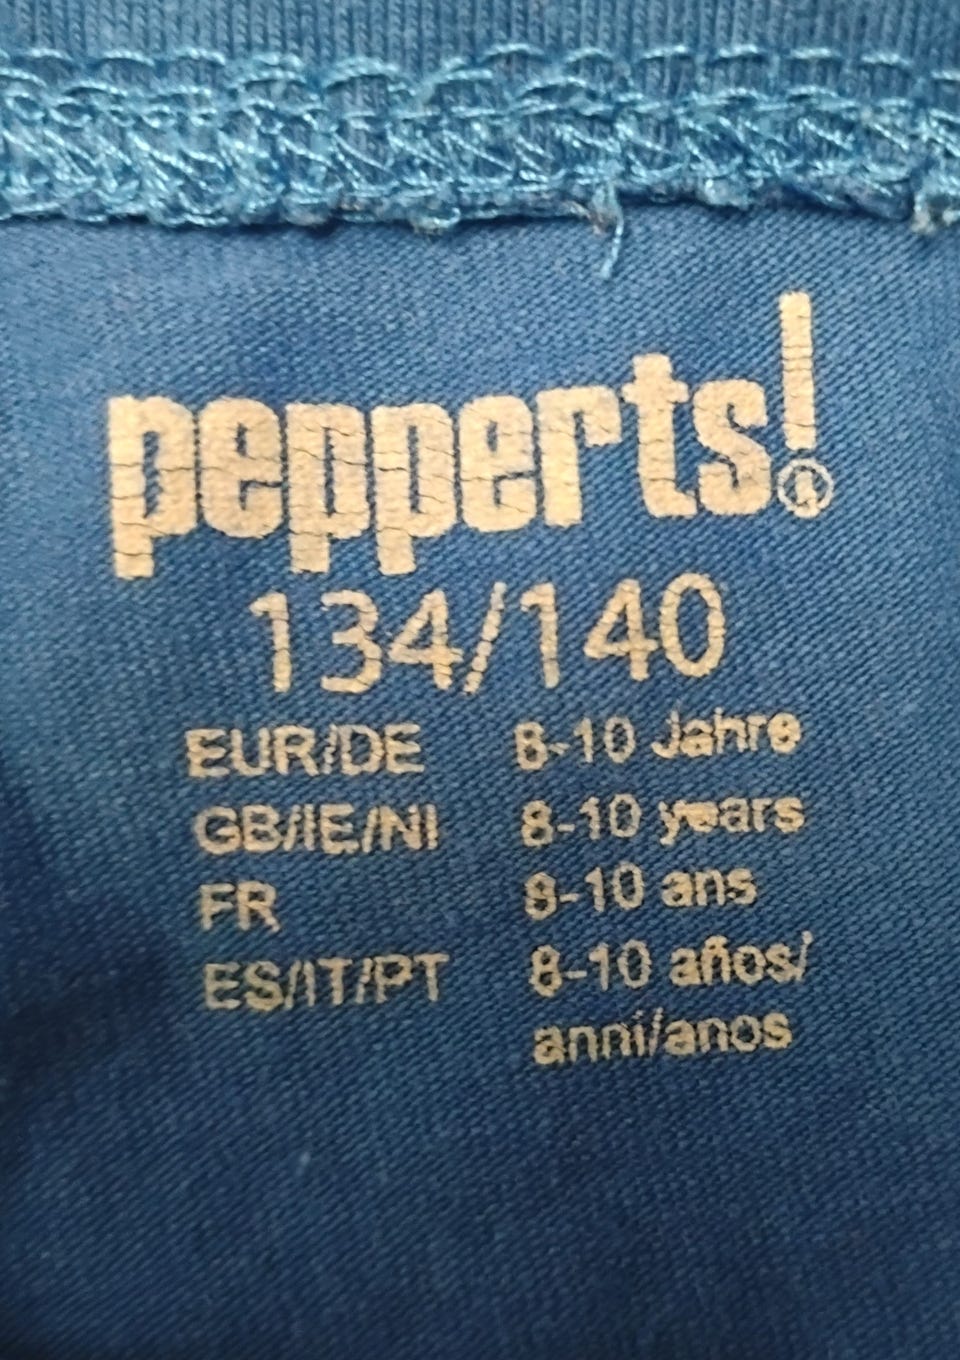 pepperts!®
134/140
EUR/DE 8-10 Jahre
GB/IE/NI 8-10 years
FR 8-10 ans
ES/IT/PT 8-10 años/
anni/anos